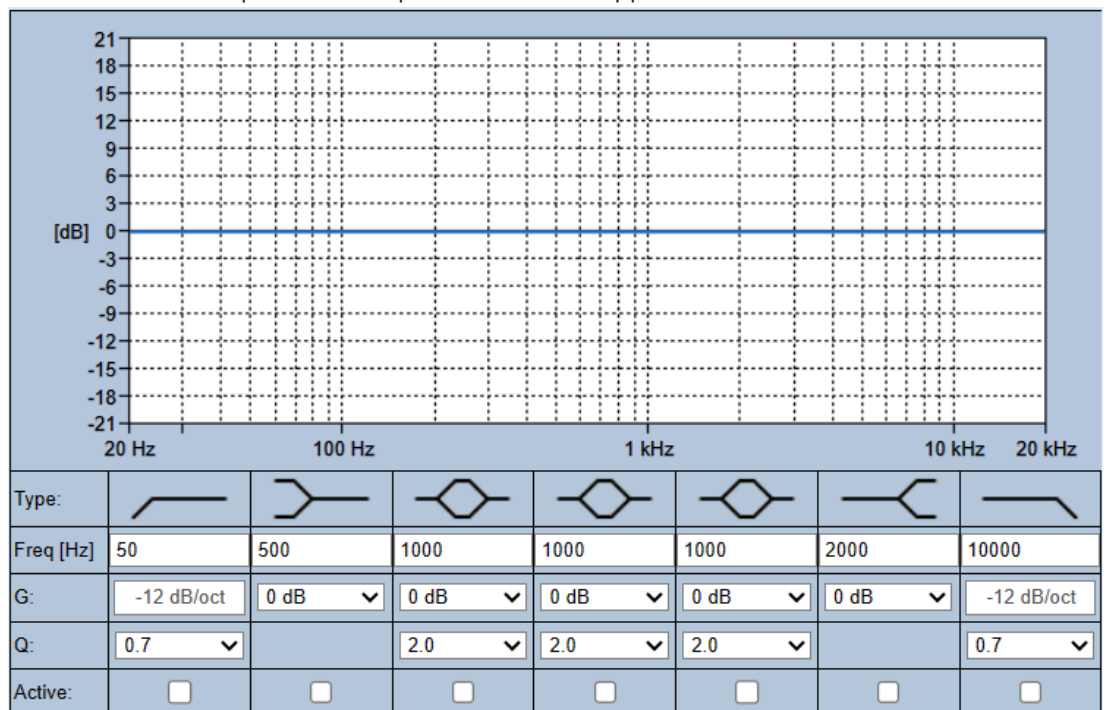 21
18
15
12
9
6
3
[dB] 0
-3
-6
-9
-12
-15
-18
-21
20 Hz 100 Hz 1 kHz 10 kHz 20 kHz
Type:
Freq [Hz] 50 500 1000 1000 1000 2000 10000
G: -12 dB/oct 0 dB 0 dB 0 dB 0 dB 0 dB -12 dB/oct
Q: 0.7 2.0 2.0 2.0 0.7
Active: